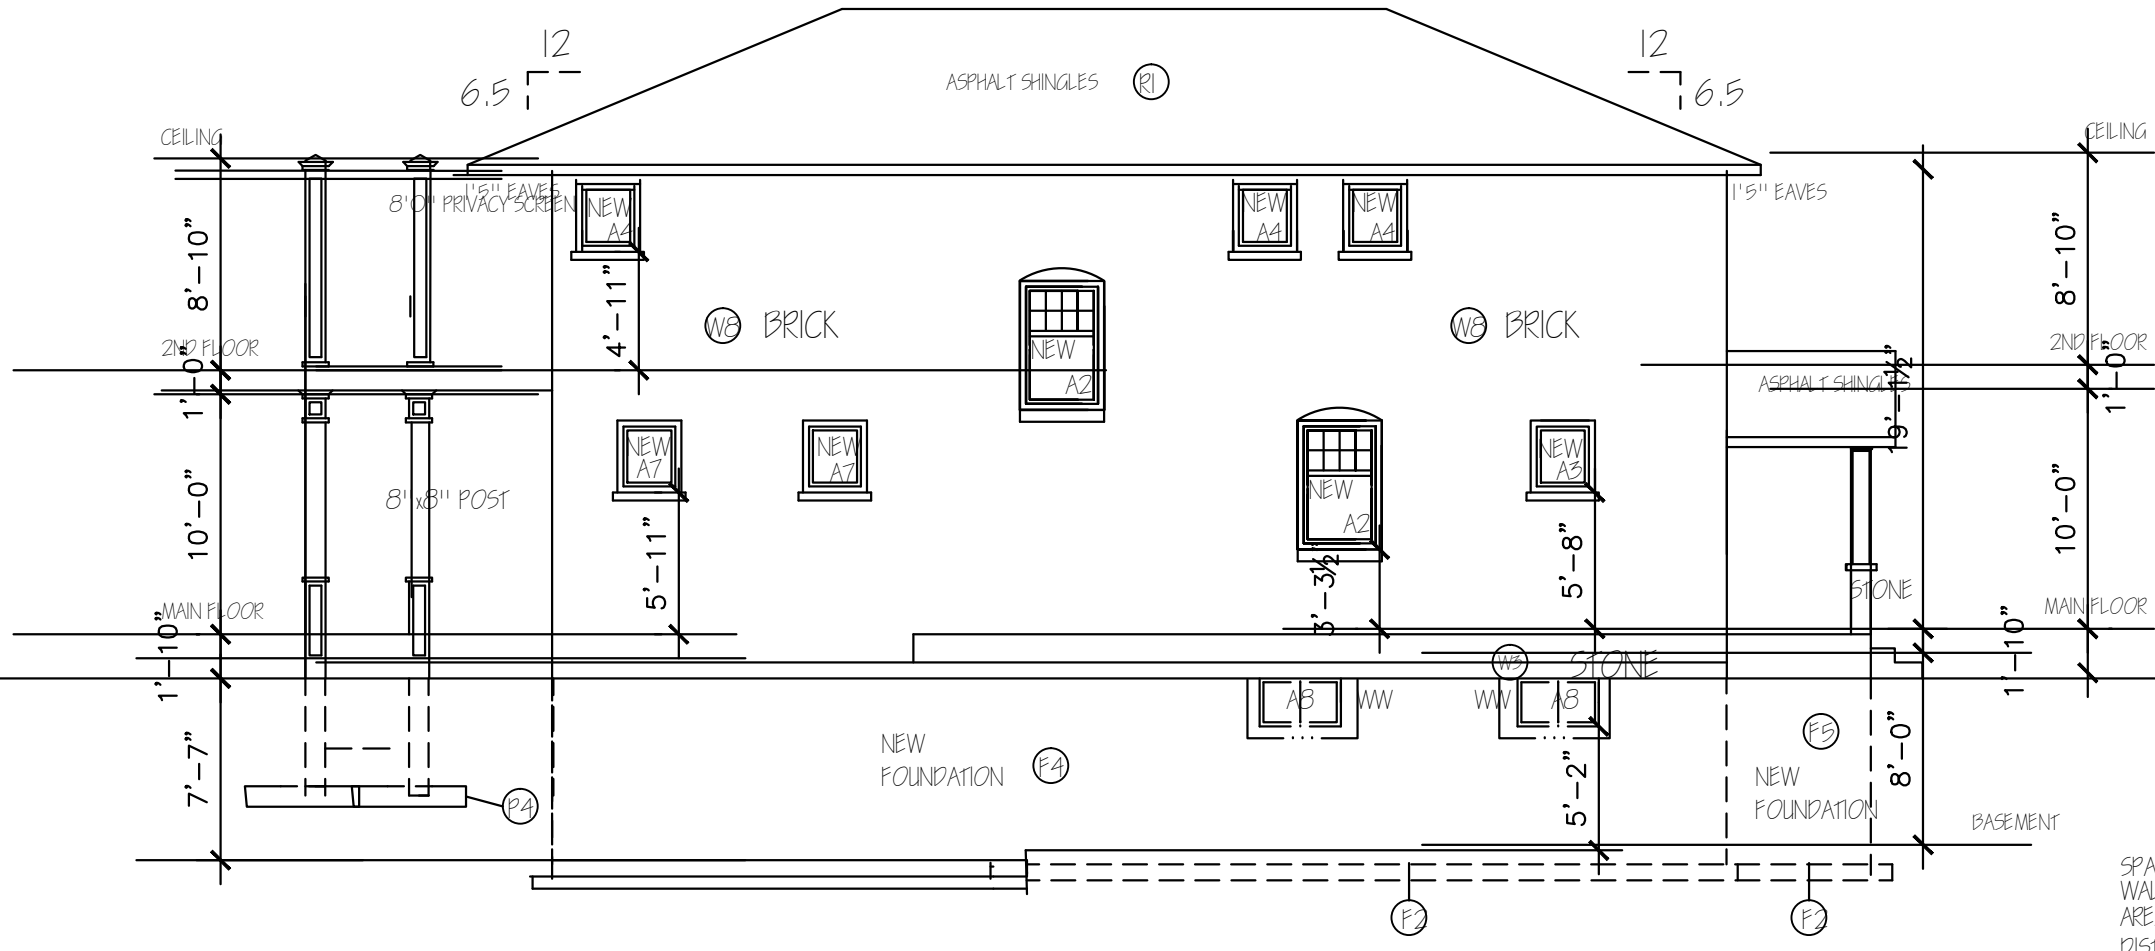 12
12
6.5
ASPHALT SHINGLES
R1
6.5
CEILING
CEILING
1'5" EAVES
8'0" PRIVACY SCREEN
NEW
A4
NEW
A4
NEW
A4
1'5" EAVES
8'-10"
4'-11"
8'-10"
W8 BRICK
W8 BRICK
2ND FLOOR
NEW
A2
2ND FLOOR
1'-0"
ASPHALT SHINGLES
9'-1½"
1'-0"
NEW
A7
NEW
A7
NEW
A3
10'-0"
8"x8" POST
NEW
A2
10'-0"
5'-11"
3'-3½"
5'-8"
STONE
MAIN FLOOR
MAIN FLOOR
1'-10"
W3 STONE
1'-10"
A8 WW
WW A8
7'-7"
NEW
FOUNDATION
F4
5'-2"
F5
NEW
FOUNDATION
8'-0"
P4
BASEMENT
F2
F2
SPA
WAL
ARE